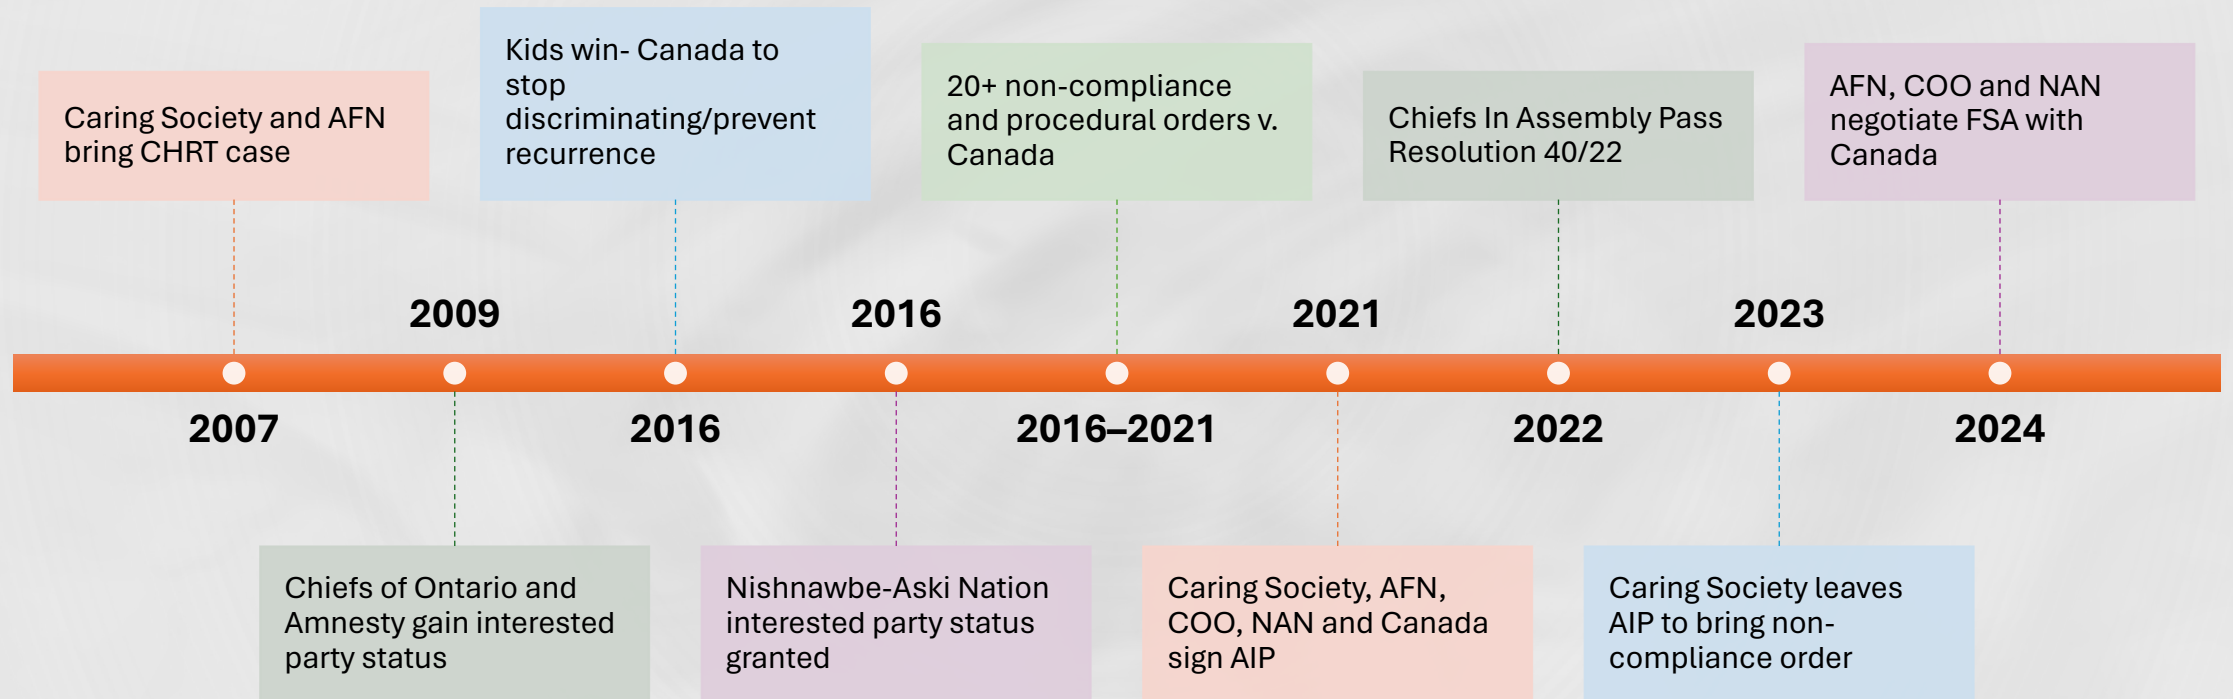 Caring Society and AFN
bring CHRT case
2007
2009
Chiefs of Ontario and
Amnesty gain interested
party status
Kids win- Canada to
stop
discriminating/prevent
recurrence
2016
2016
Nishnawbe-Aski Nation
interested party status
granted
20+ non-compliance
and procedural orders v.
Canada
2016–2021
2021
Caring Society, AFN,
COO, NAN and Canada
sign AIP
Chiefs In Assembly Pass
Resolution 40/22
2022
2023
Caring Society leaves
AIP to bring non-
compliance order
AFN, COO and NAN
negotiate FSA with
Canada
2024